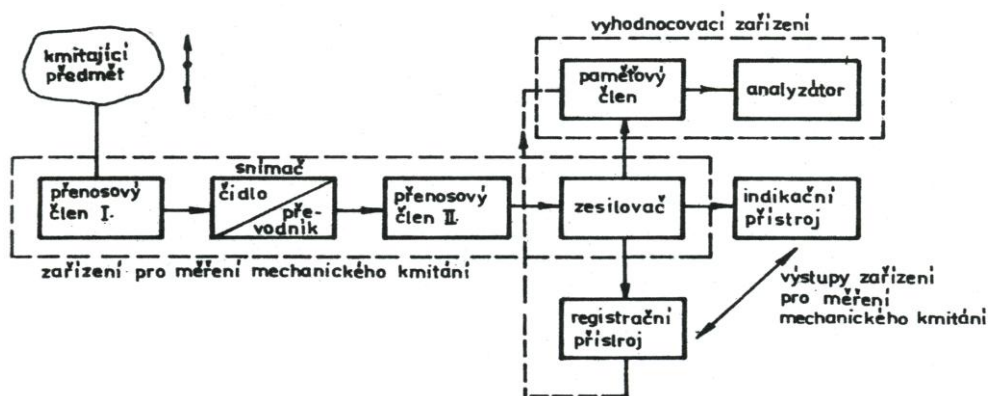 vyhodnocovací zařízení
kmitající
předmět
paměťový
člen
analyzátor
snímač
přenosový
člen I.
čidlo
pře-
vodník
přenosový
člen II.
zesilovač
indikační
přístroj
zařízení pro měření mechanického kmitání
registrační
přístroj
výstupy zařízení
pro měření
mechanického kmitání